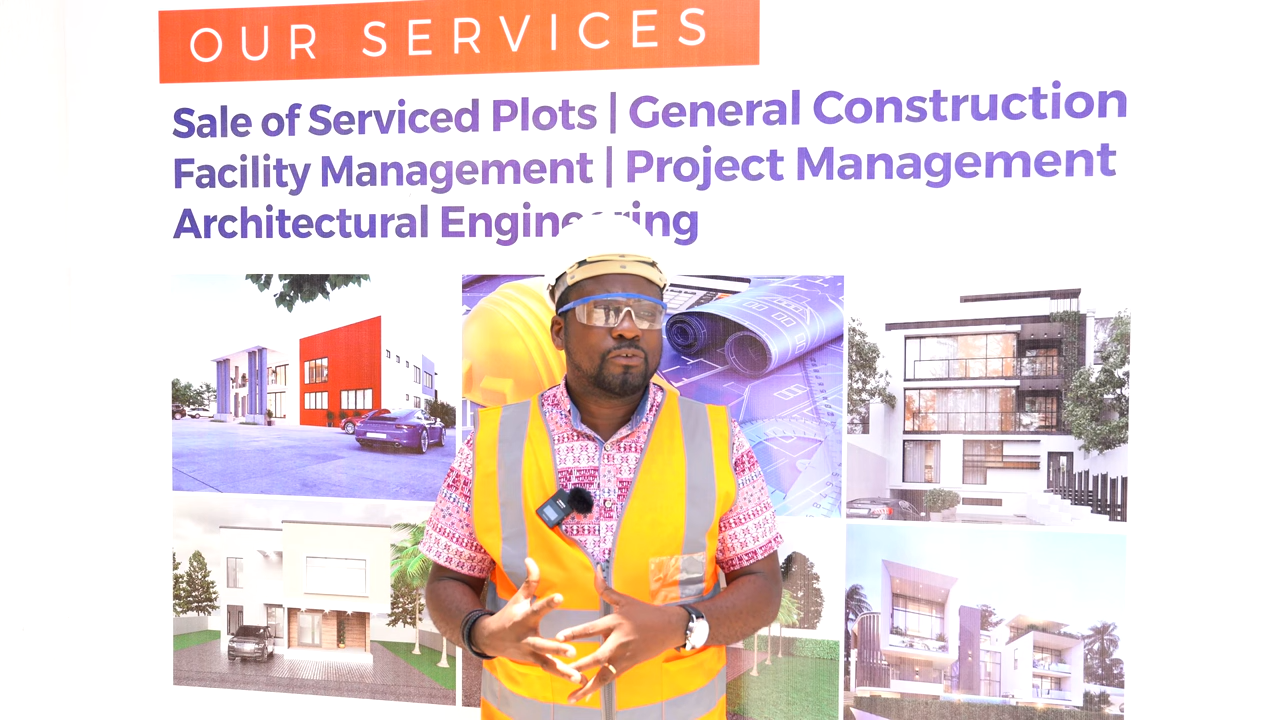 OUR SERVICES
Sale of Serviced Plots | General Construction
Facility Management | Project Management
Architectural Engineering